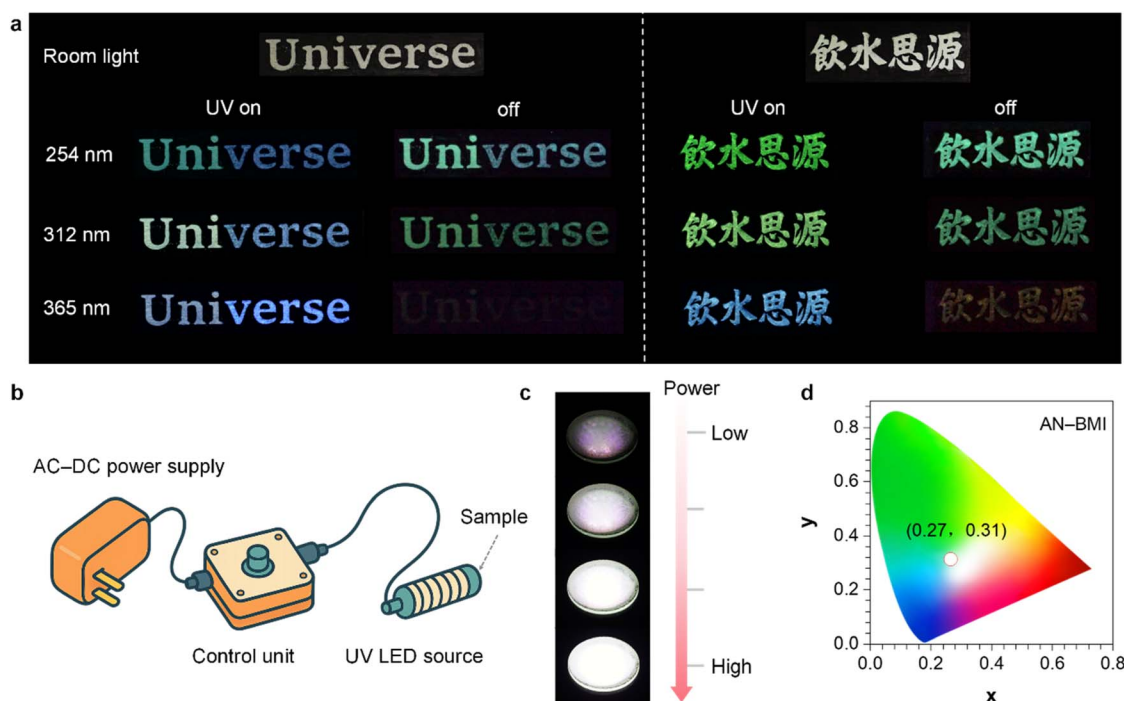 a
Room light
Universe
飲水思源
UV on
off
UV on
off
254 nm
Universe
Universe
飲水思源
飲水思源
312 nm
Universe
Universe
飲水思源
飲水思源
365 nm
Universe
Universe
飲水思源
飲水思源
b
AC–DC power supply
Sample
Control unit
UV LED source
c
Power
Low
High
d
AN–BMI
(0.27, 0.31)
y
0.8
0.6
0.4
0.2
0.0
0.0 0.2 0.4 0.6 0.8
x